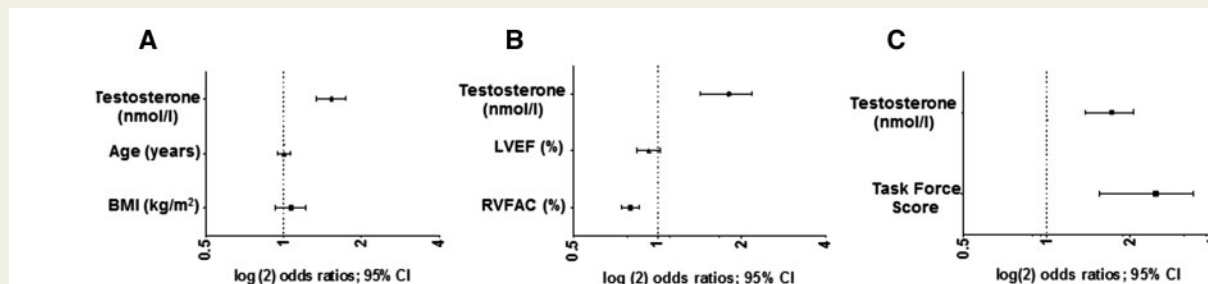 A
Testosterone
(nmol/l)
Age (years)
BMI (kg/m²)
0.5
1
2
4
log(2) odds ratios; 95% CI
B
Testosterone
(nmol/l)
LVEF (%)
RVFAC (%)
0.5
1
2
4
log(2) odds ratios; 95% CI
C
Testosterone
(nmol/l)
Task Force
Score
0.5
1
2
4
log(2) odds ratios; 95% CI